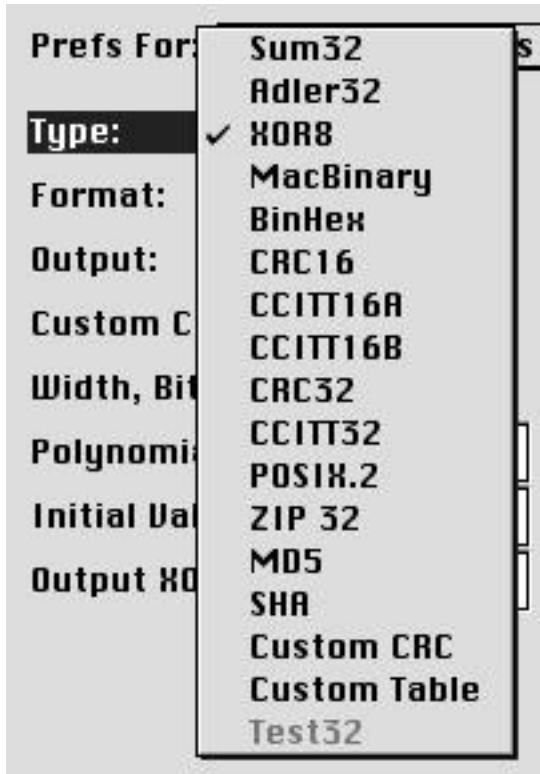 Prefs For:
s
Type:
Format:
Output:
Custom C
Width, Bit
Polynomia
Initial Val
Output XO
Sum32
Adler32
✓ XOR8
MacBinary
BinHex
CRC16
CCITT16A
CCITT16B
CRC32
CCITT32
POSIX.2
ZIP 32
MD5
SHA
Custom CRC
Custom Table
Test32